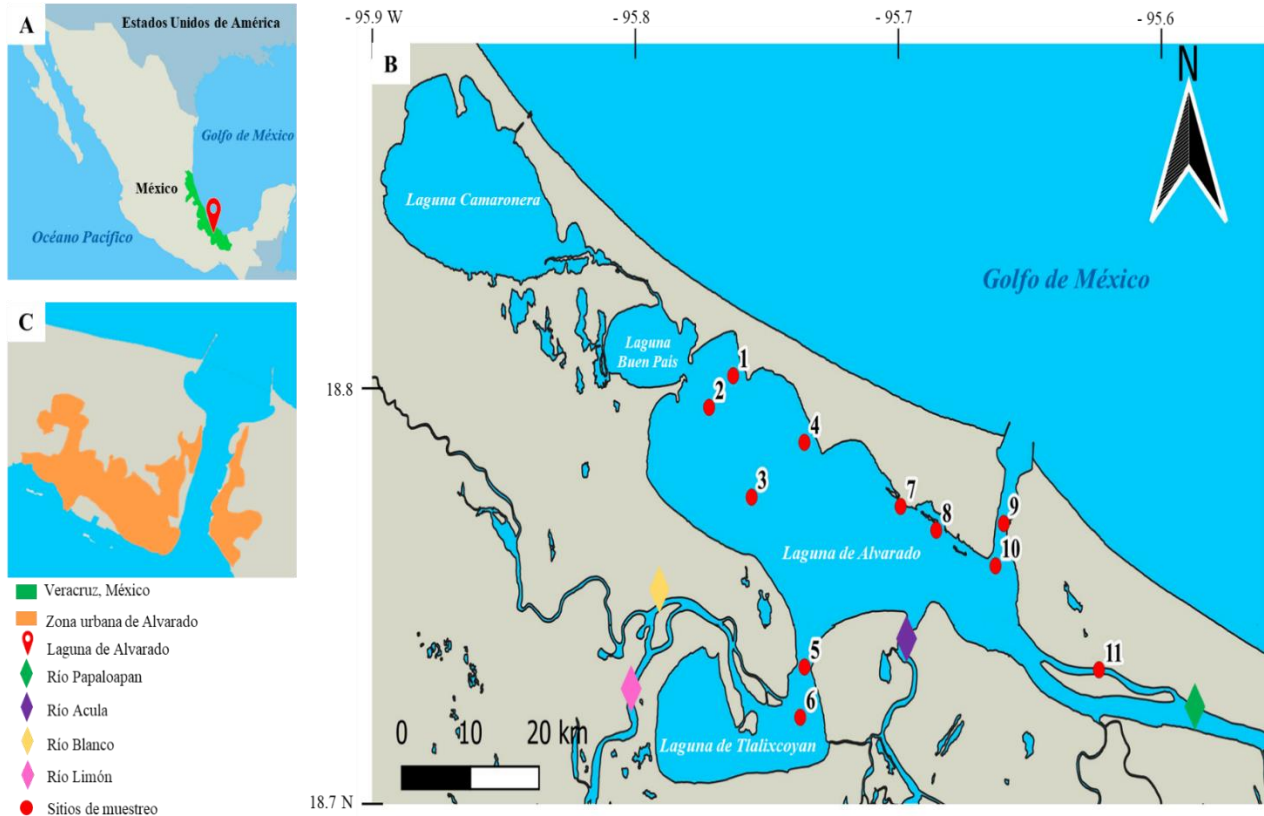 A
Estados Unidos de América
Golfo de México
México
Océano Pacífico
C
Veracruz, México
Zona urbana de Alvarado
Laguna de Alvarado
Río Papaloapan
Río Acula
Río Blanco
Río Limón
Sitios de muestreo
- 95.9 W
- 95.8
- 95.7
- 95.6
B
N
Laguna Camaronera
Golfo de México
Laguna
Buen Pais
1
18.8
2
4
3
7
8
9
Laguna de Alvarado
10
5
11
6
0 10 20 km
Laguna de Tlalixcoyan
18.7 N